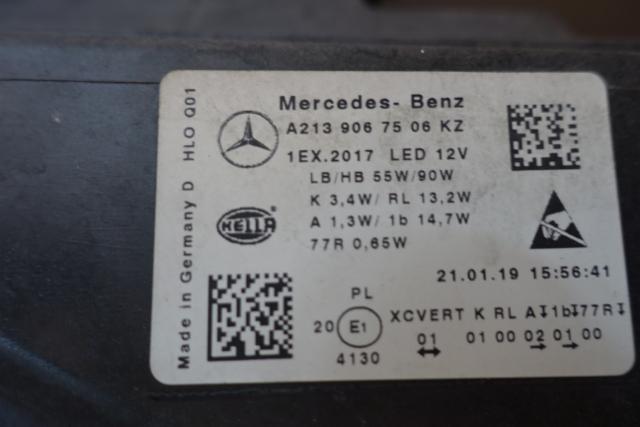 Mercedes- Benz
A213 906 75 06 KZ
1EX.2017 LED 12V
LB/HB 55W/90W
K 3,4W/ RL 13,2W
A 1,3W/ 1b 14,7W
77R 0,65W
HELLA
21.01.19 15:56:41
PL
20 E1
4130
XCVERT K RL A 1b 77R
01 01 00 02 01 00
Made in Germany D HLO Q01